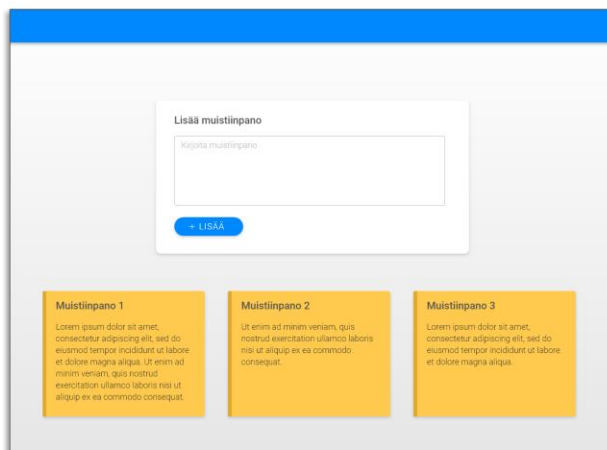 Lisää muistiinpano
Kirjoita muistiinpano
+ LISÄÄ
Muistiinpano 1
Lorem ipsum dolor sit amet,
consectetur adipiscing elit, sed do
eiusmod tempor incididunt ut labore
et dolore magna aliqua. Ut enim ad
minim veniam, quis nostrud
exercitation ullamco laboris nisi ut
aliquip ex ea commodo consequat.
Muistiinpano 2
Ut enim ad minim veniam, quis
nostrud exercitation ullamco laboris
nisi ut aliquip ex ea commodo
consequat.
Muistiinpano 3
Lorem ipsum dolor sit amet,
consectetur adipiscing elit, sed do
eiusmod tempor incididunt ut labore
et dolore magna aliqua.